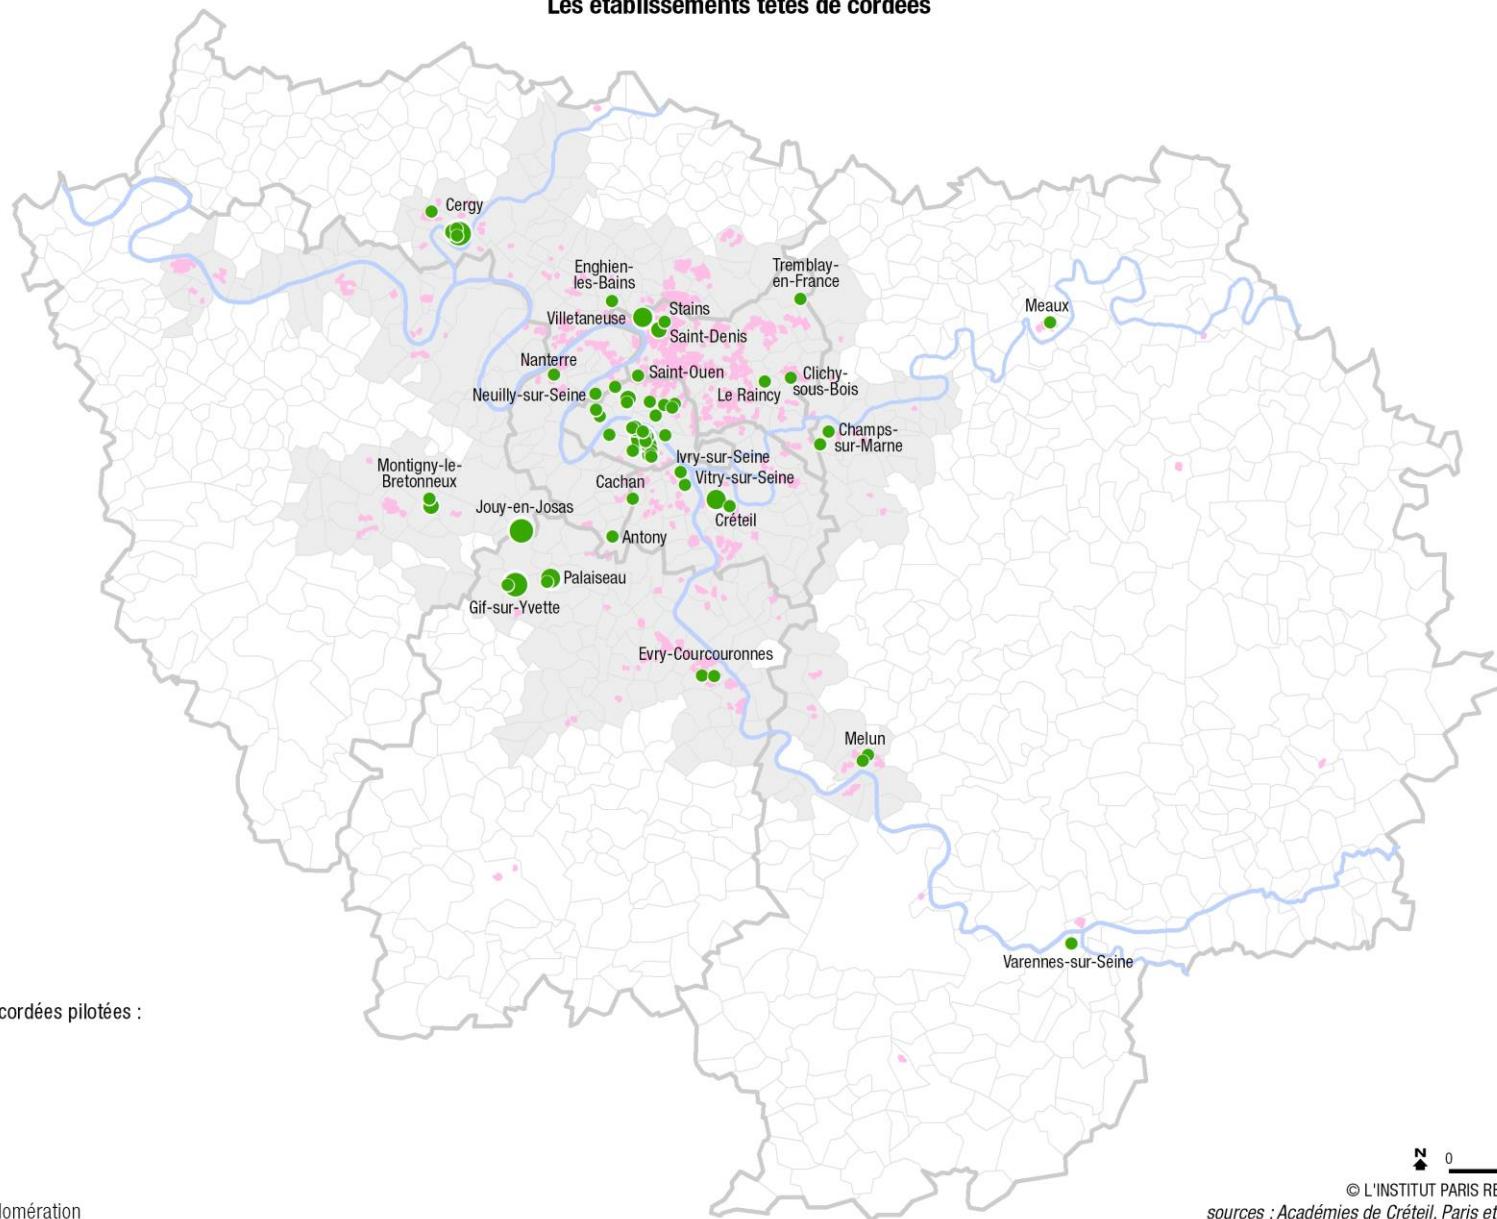 Les établissements têtes de cordées
Cergy
Enghien-
les-Bains
Tremblay-
en-France
Meaux
Villetaneuse
Stains
Saint-Denis
Nanterre
Saint-Ouen
Clichy-
sous-Bois
Neuilly-sur-Seine
Le Raincy
Champs-
sur-Marne
Ivry-sur-Seine
Montigny-le-
Bretonneux
Vitry-sur-Seine
Cachan
Jouy-en-Josas
Créteil
Antony
Palaiseau
Gif-sur-Yvette
Evry-Courcouronnes
Melun
Varennes-sur-Seine
cordées pilotées :
N
0
© L'INSTITUT PARIS RE
sources : Académies de Créteil, Paris et
lomération